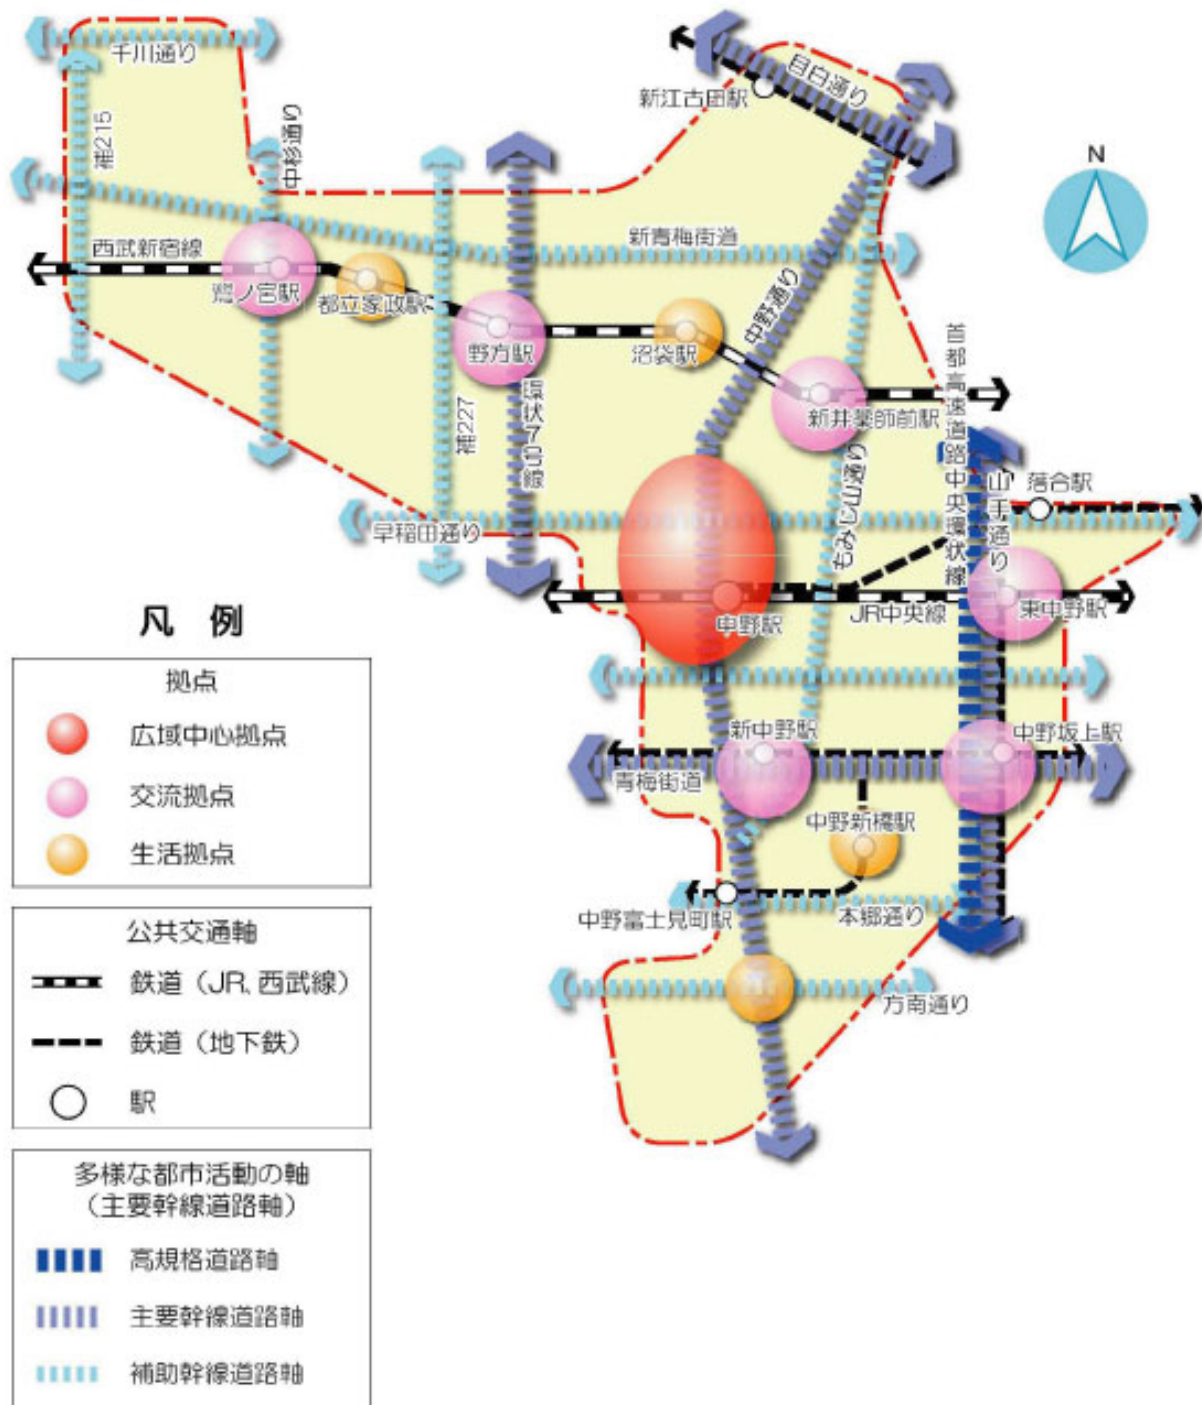 千川通り
補215
中杉通り
目白通り
新江古田駅
N
西武新宿線
鷺ノ宮駅
都立家政駅
新青梅街道
中野通り
野方駅
沼袋駅
新井薬師前駅
環状7号線
補227
もみじ山通り
首都高速道路中央環状線
山手通り
落合駅
早稲田通り
中野駅
JR中央線
東中野駅
新中野駅
中野坂上駅
青梅街道
中野新橋駅
中野富士見町駅
本郷通り
方南通り
凡 例
拠点
広域中心拠点
交流拠点
生活拠点
公共交通軸
鉄道（JR、西武線）
鉄道（地下鉄）
駅
多様な都市活動の軸
（主要幹線道路軸）
高規格道路軸
主要幹線道路軸
補助幹線道路軸